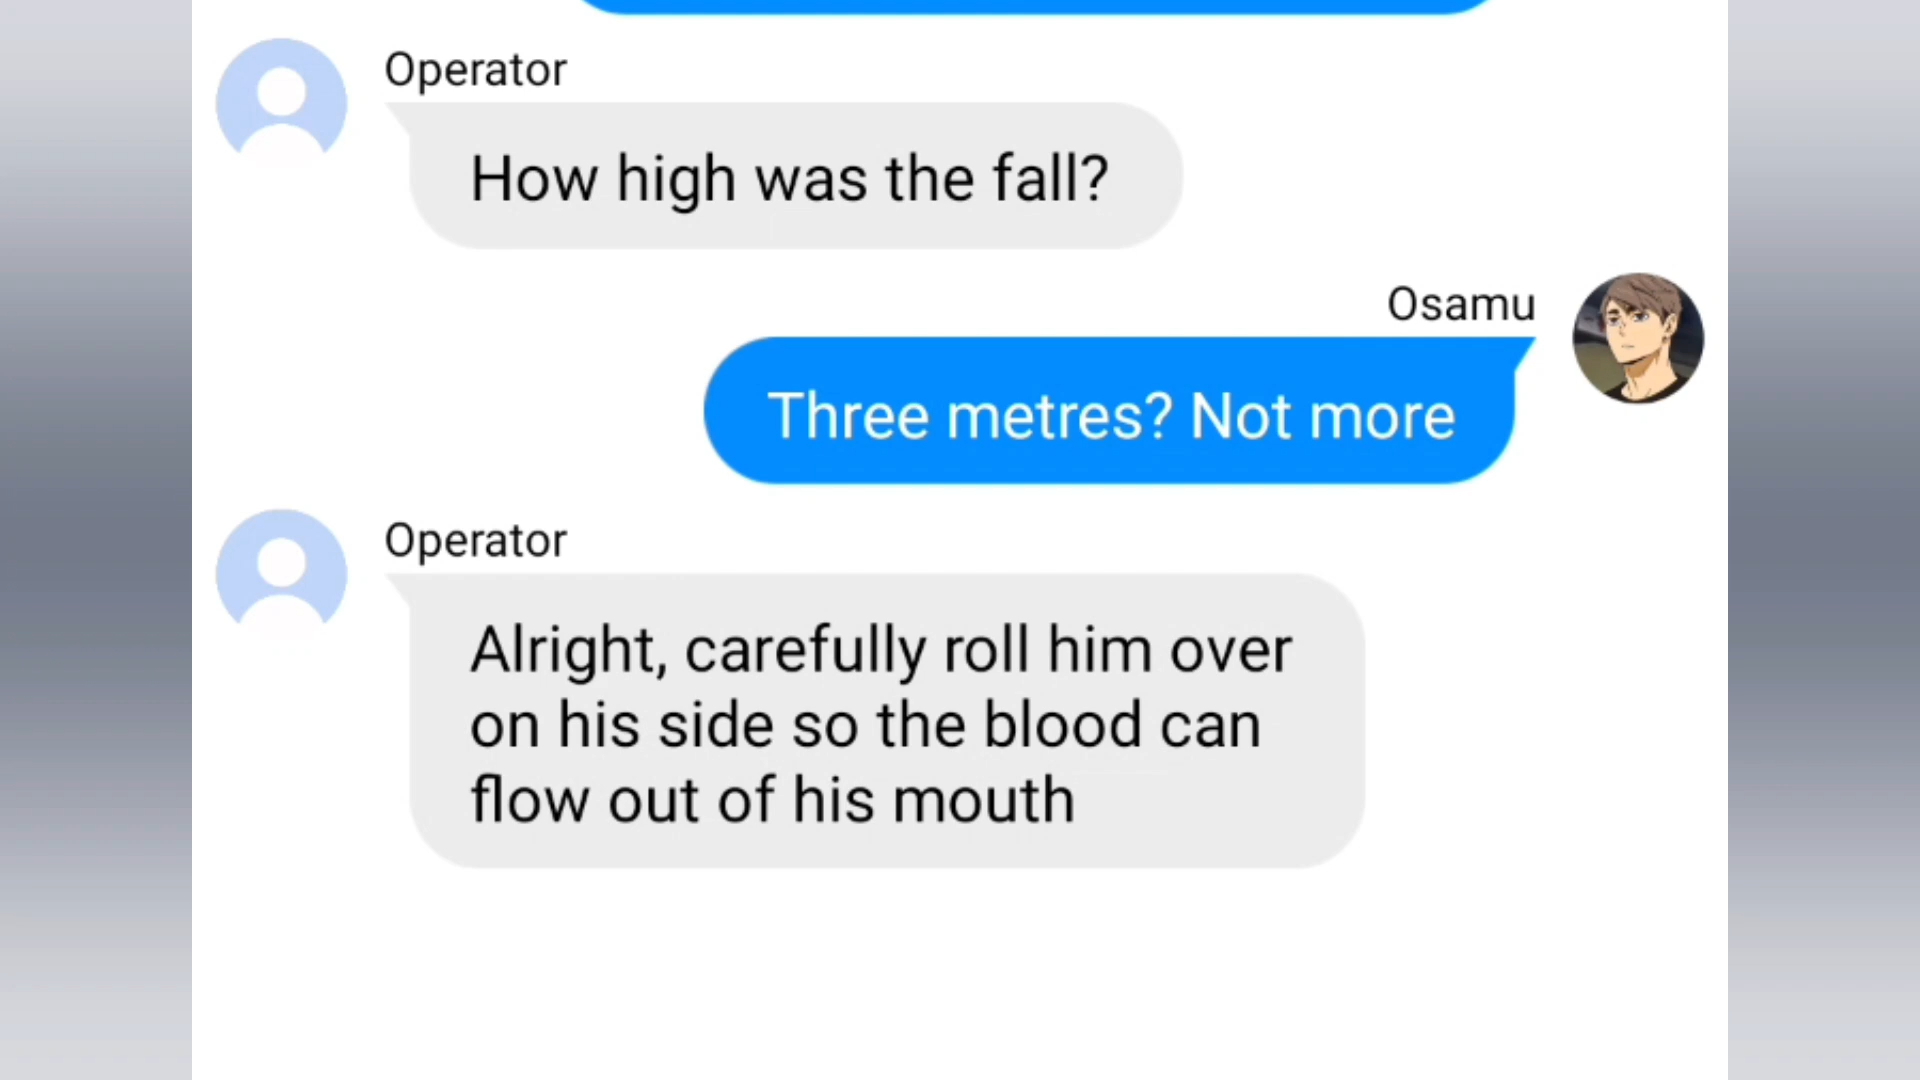 Operator
How high was the fall?
Osamu
Three metres? Not more
Operator
Alright, carefully roll him over
on his side so the blood can
flow out of his mouth